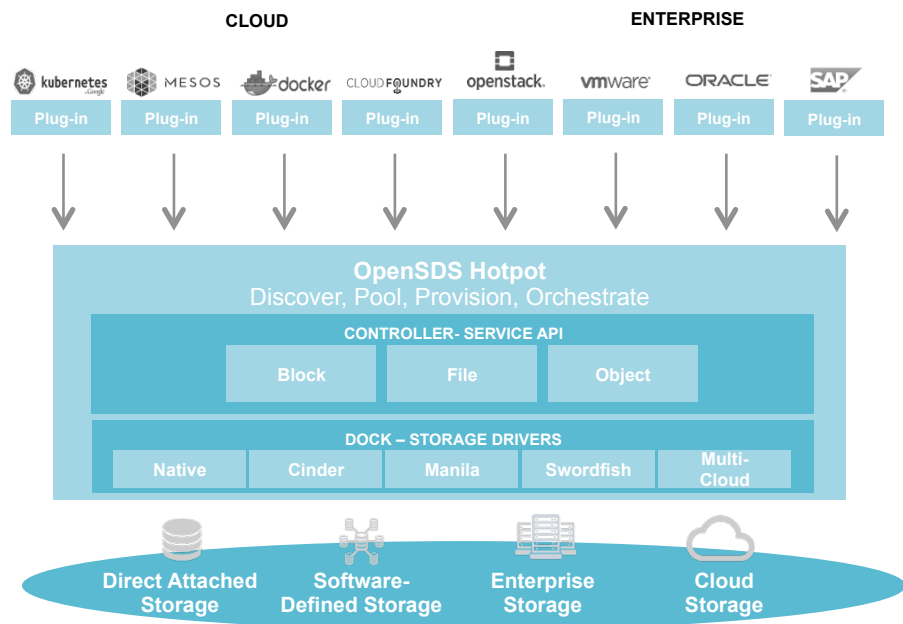 CLOUD
ENTERPRISE
kubernetes
by Google
MESOS
docker
CLOUD FOUNDRY
openstack.
vmware®
ORACLE®
SAP®
Plug-in
Plug-in
Plug-in
Plug-in
Plug-in
Plug-in
Plug-in
Plug-in
OpenSDS Hotpot
Discover, Pool, Provision, Orchestrate
CONTROLLER- SERVICE API
Block
File
Object
DOCK – STORAGE DRIVERS
Native
Cinder
Manila
Swordfish
Multi-
Cloud
Direct Attached
Storage
Software-
Defined Storage
Enterprise
Storage
Cloud
Storage